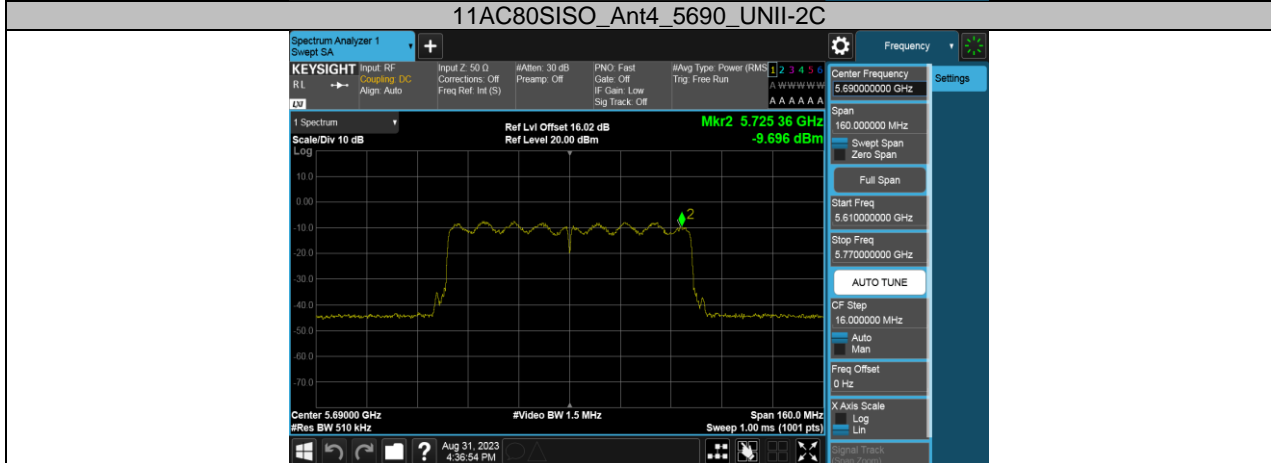 11AC80SISO_Ant4_5690_UNII-2C
Spectrum Analyzer 1
Swept SA
+
Frequency
KEYSIGHT
RL
LXI
Input: RF
Coupling: DC
Align: Auto
Input Z: 50 Ω
Corrections: Off
Freq Ref: Int (S)
#Atten: 30 dB
Preamp: Off
PNO: Fast
Gate: Off
IF Gain: Low
Sig Track: Off
#Avg Type: Power (RMS
Trig: Free Run
1 2 3 4 5 6
A W W W W W
A A A A A A
Center Frequency
5.690000000 GHz
Settings
Span
160.000000 MHz
Swept Span
Zero Span
Full Span
Start Freq
5.610000000 GHz
Stop Freq
5.770000000 GHz
AUTO TUNE
CF Step
16.000000 MHz
Auto
Man
Freq Offset
0 Hz
X Axis Scale
Log
Lin
Signal Track
(Span Zoom)
1 Spectrum
Scale/Div 10 dB
Log
Ref Lvl Offset 16.02 dB
Ref Level 20.00 dBm
Mkr2 5.725 36 GHz
-9.696 dBm
10.0
0.00
-10.0
-20.0
-30.0
-40.0
-50.0
-60.0
-70.0
2
Center 5.69000 GHz
#Res BW 510 kHz
#Video BW 1.5 MHz
Span 160.0 MHz
Sweep 1.00 ms (1001 pts)
?
Aug 31, 2023
4:36:54 PM